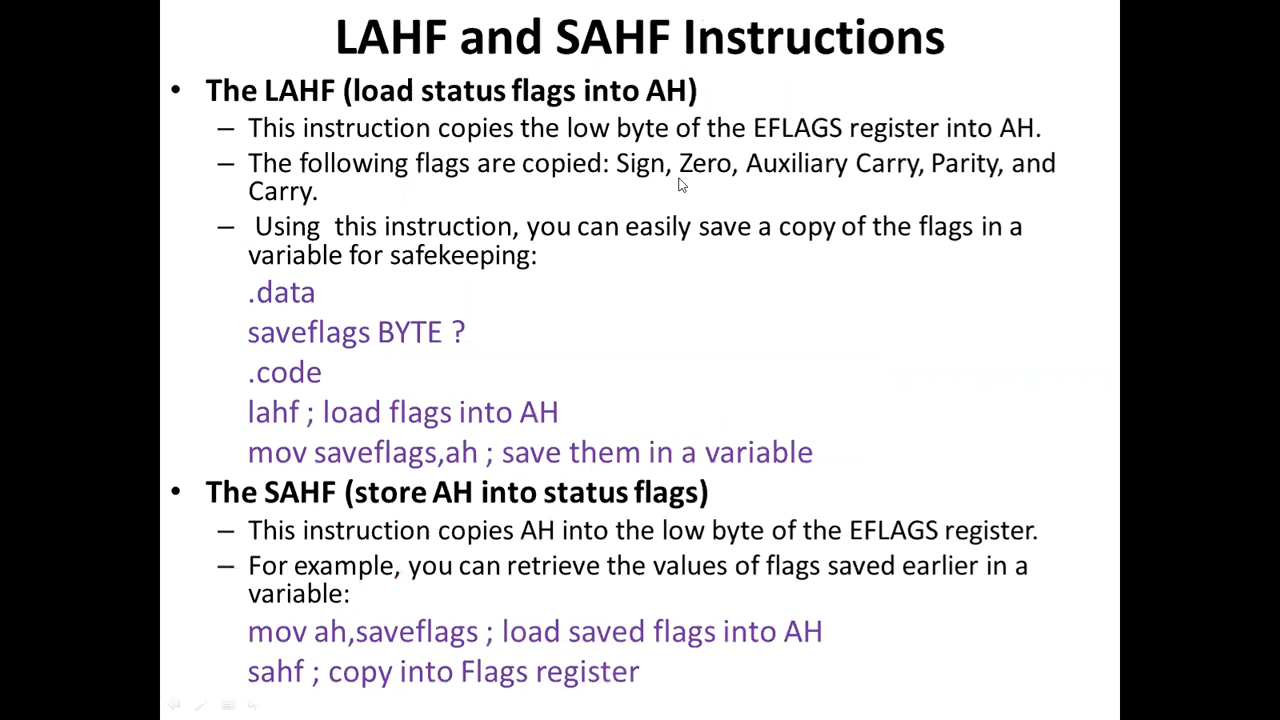 LAHF and SAHF Instructions
• The LAHF (load status flags into AH)
– This instruction copies the low byte of the EFLAGS register into AH.
– The following flags are copied: Sign, Zero, Auxiliary Carry, Parity, and
Carry.
– Using this instruction, you can easily save a copy of the flags in a
variable for safekeeping:
.data
saveflags BYTE ?
.code
lahf ; load flags into AH
mov saveflags,ah ; save them in a variable
• The SAHF (store AH into status flags)
– This instruction copies AH into the low byte of the EFLAGS register.
– For example, you can retrieve the values of flags saved earlier in a
variable:
mov ah,saveflags ; load saved flags into AH
sahf ; copy into Flags register